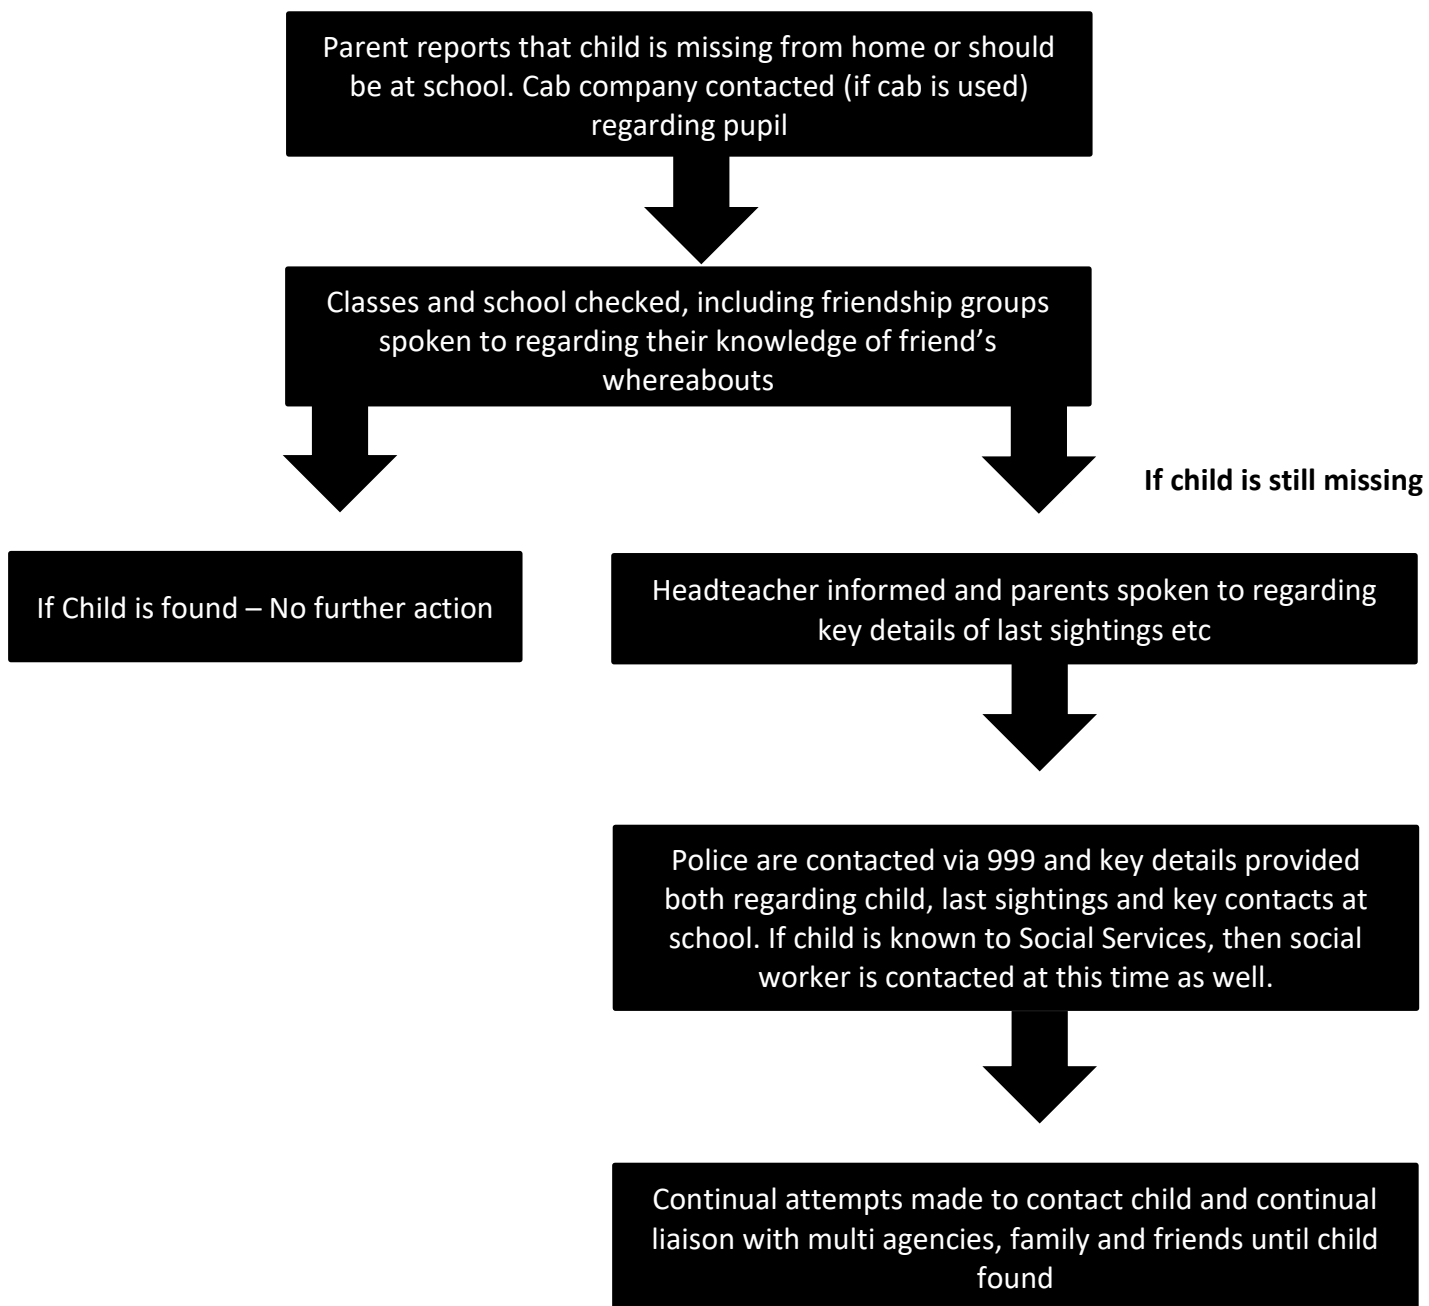 Parent reports that child is missing from home or should
be at school. Cab company contacted (if cab is used)
regarding pupil
Classes and school checked, including friendship groups
spoken to regarding their knowledge of friend’s
whereabouts
If child is still missing
If Child is found – No further action
Headteacher informed and parents spoken to regarding
key details of last sightings etc
Police are contacted via 999 and key details provided
both regarding child, last sightings and key contacts at
school. If child is known to Social Services, then social
worker is contacted at this time as well.
Continual attempts made to contact child and continual
liaison with multi agencies, family and friends until child
found